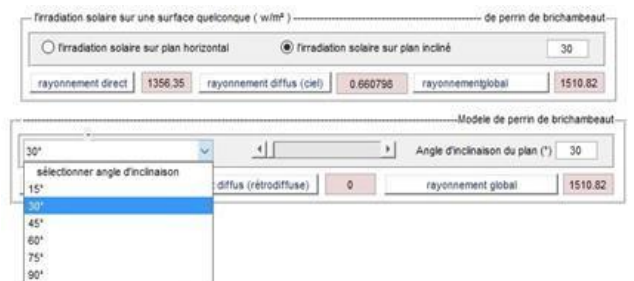 l'irradiation solaire sur une surface quelconque ( w/m² ) de perrin de brichambeaut
l'irradiation solaire sur plan horizontal l'irradiation solaire sur plan incliné 30
rayonnement direct 1356.35 rayonnement diffus (ciel) 0.660796 rayonnementglobal 1510.82
Modele de perrin de brichambeaut
30° Angle d'inclinaison du plan (°) 30
sélectionner angle d'inclinaison
15° diffus (rétrodiffuse) 0 rayonnement global 1510.82
30°
45°
60°
75°
90°